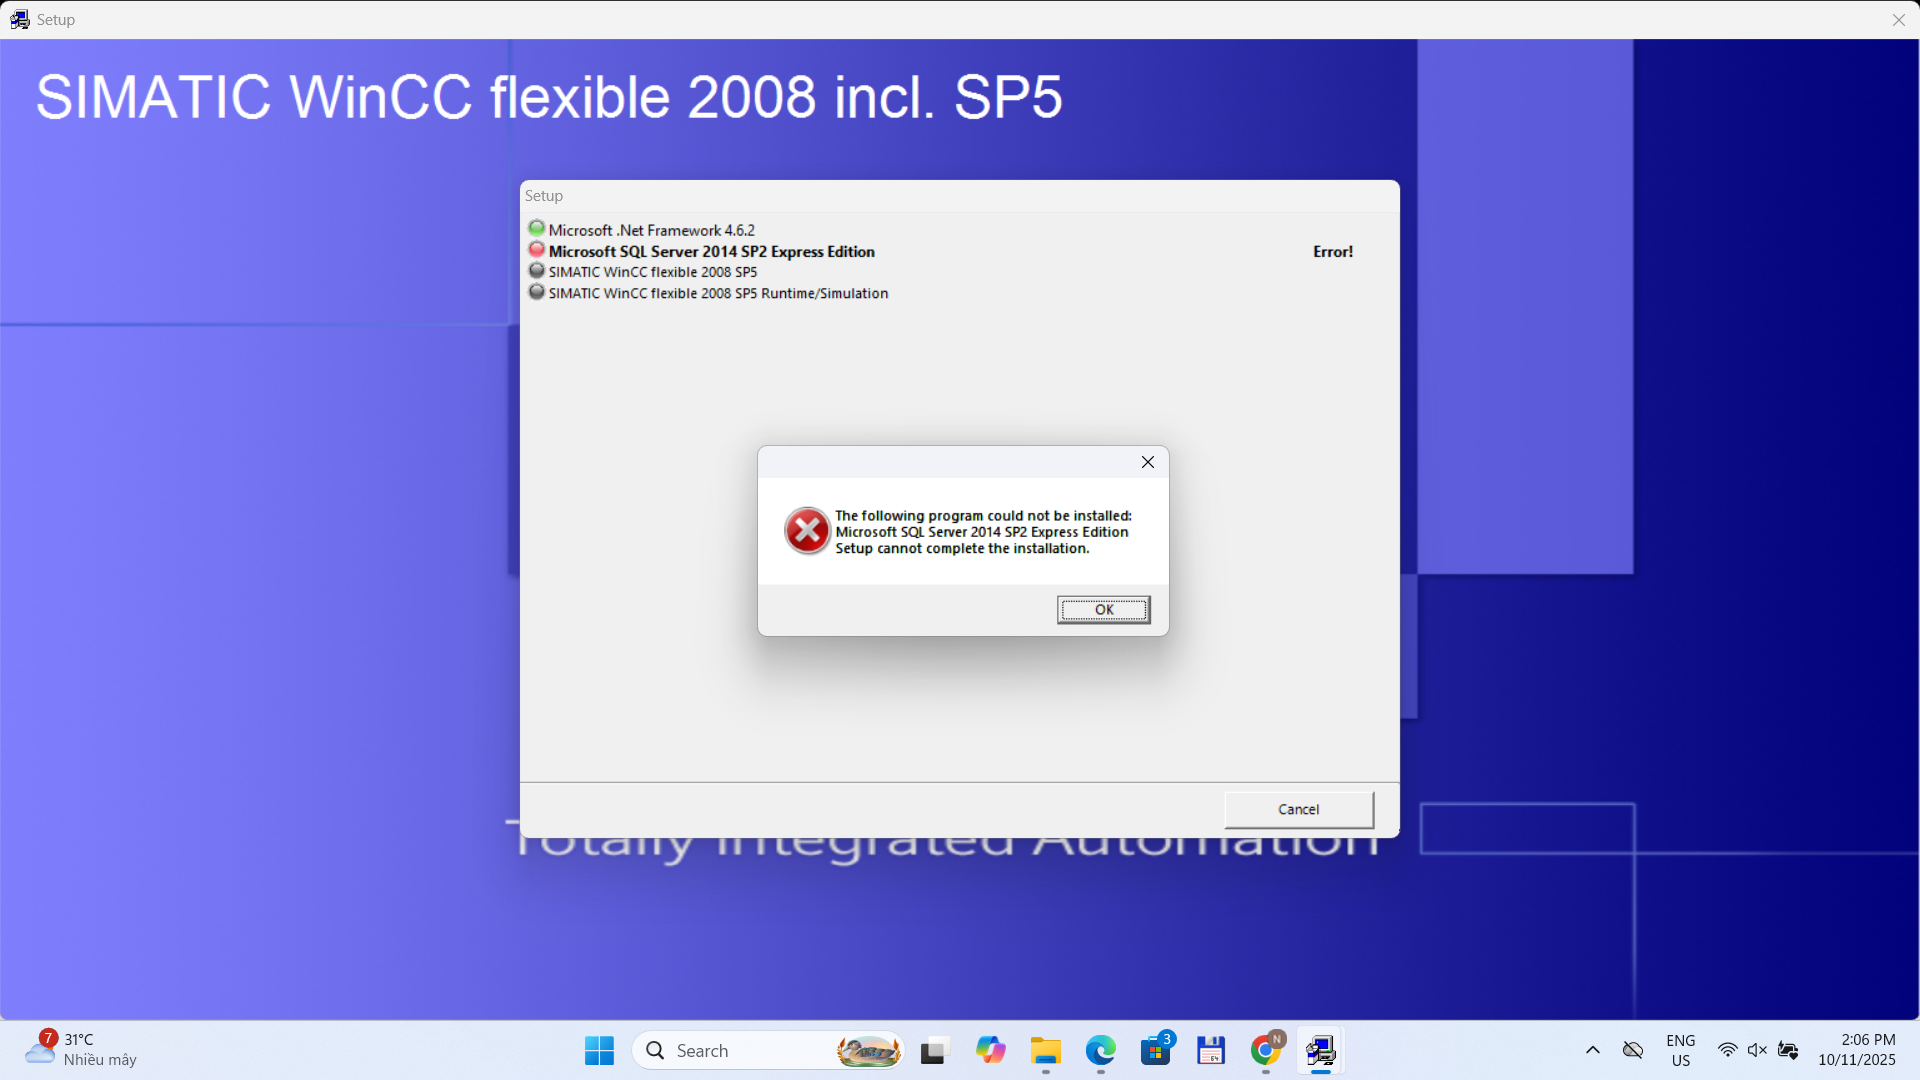 Setup
SIMATIC WinCC flexible 2008 incl. SP5
Setup
Microsoft .Net Framework 4.6.2
Microsoft SQL Server 2014 SP2 Express Edition Error!
SIMATIC WinCC flexible 2008 SP5
SIMATIC WinCC flexible 2008 SP5 Runtime/Simulation
The following program could not be installed:
Microsoft SQL Server 2014 SP2 Express Edition
Setup cannot complete the installation.
OK
Cancel
Totally Integrated Automation
7
31°C
Nhiều mây
Search
3
64
N
ENG
US
2:06 PM
10/11/2025